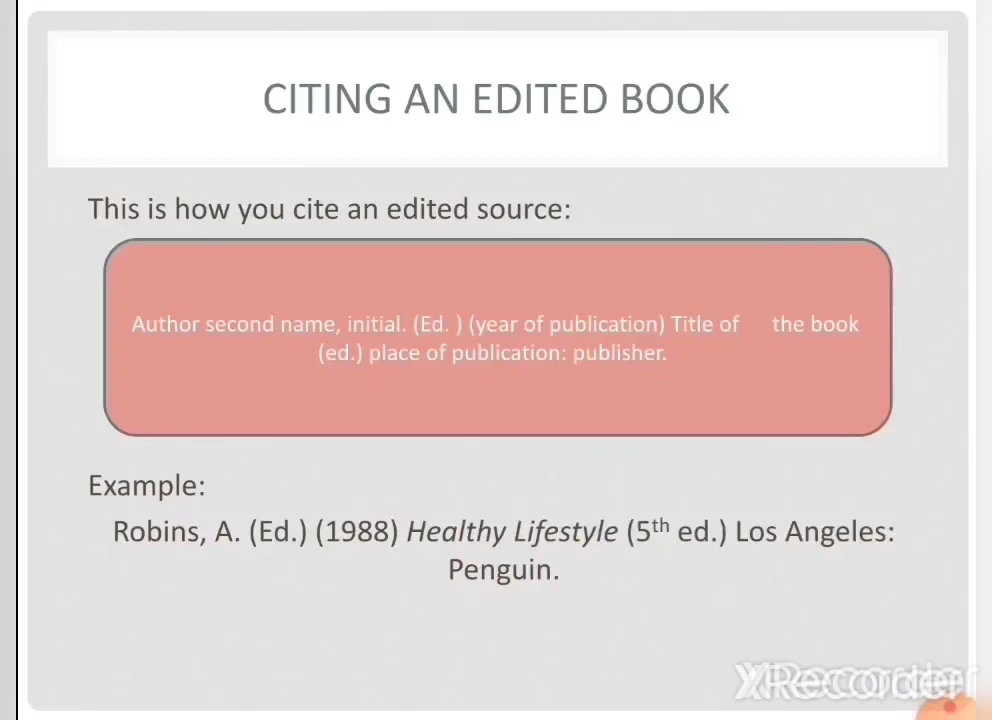 CITING AN EDITED BOOK
This is how you cite an edited source:
Author second name, initial. (Ed. ) (year of publication) Title of the book
(ed.) place of publication: publisher.
Example:
Robins, A. (Ed.) (1988) Healthy Lifestyle (5th ed.) Los Angeles:
Penguin.
XRecorder